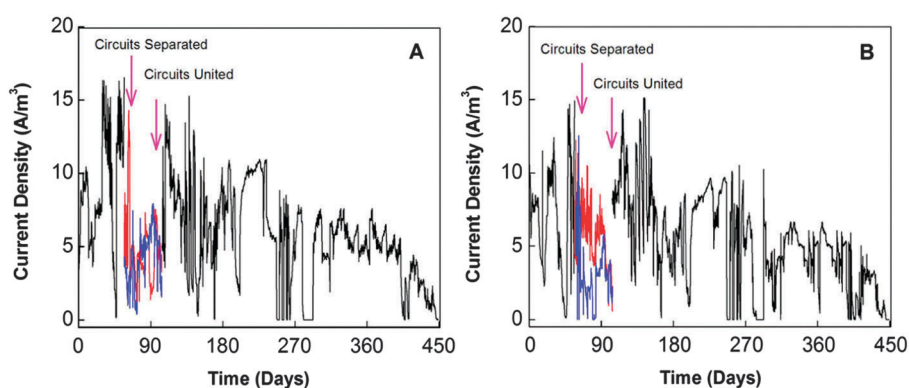 20
15
10
5
0
Current Density (A/m³)
Circuits Separated
Circuits United
A
0 90 180 270 360 450
Time (Days)
20
15
10
5
0
Current Density (A/m³)
Circuits Separated
Circuits United
B
0 90 180 270 360 450
Time (Days)